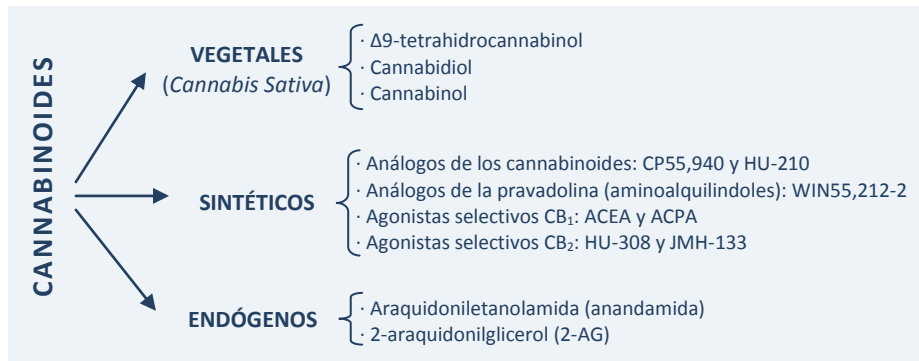 CANNABINOIDES
VEGETALES
(Cannabis Sativa)
· Δ9-tetrahidrocannabinol
· Cannabidiol
· Cannabinol
SINTÉTICOS
· Análogos de los cannabinoides: CP55,940 y HU-210
· Análogos de la pravadolina (aminoalquilindoles): WIN55,212-2
· Agonistas selectivos CB₁: ACEA y ACPA
· Agonistas selectivos CB₂: HU-308 y JMH-133
ENDÓGENOS
· Araquidoniletanolamida (anandamida)
· 2-araquidonilglicerol (2-AG)